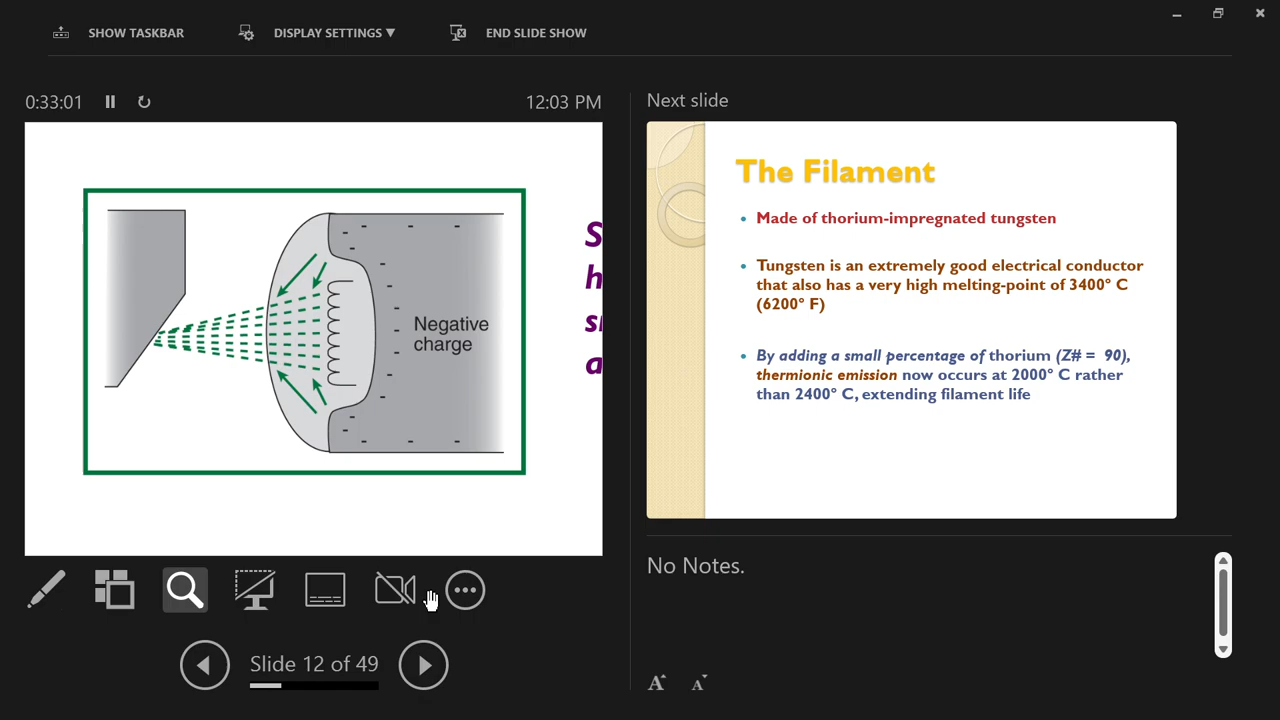 SHOW TASKBAR
DISPLAY SETTINGS ▼
END SLIDE SHOW
0:33:01
12:03 PM
Negative
charge
S
h
a
Slide 12 of 49
Next slide
The Filament
• Made of thorium-impregnated tungsten
• Tungsten is an extremely good electrical conductor
that also has a very high melting-point of 3400° C
(6200° F)
• By adding a small percentage of thorium (Z# = 90),
thermionic emission now occurs at 2000° C rather
than 2400° C, extending filament life
No Notes.
A A